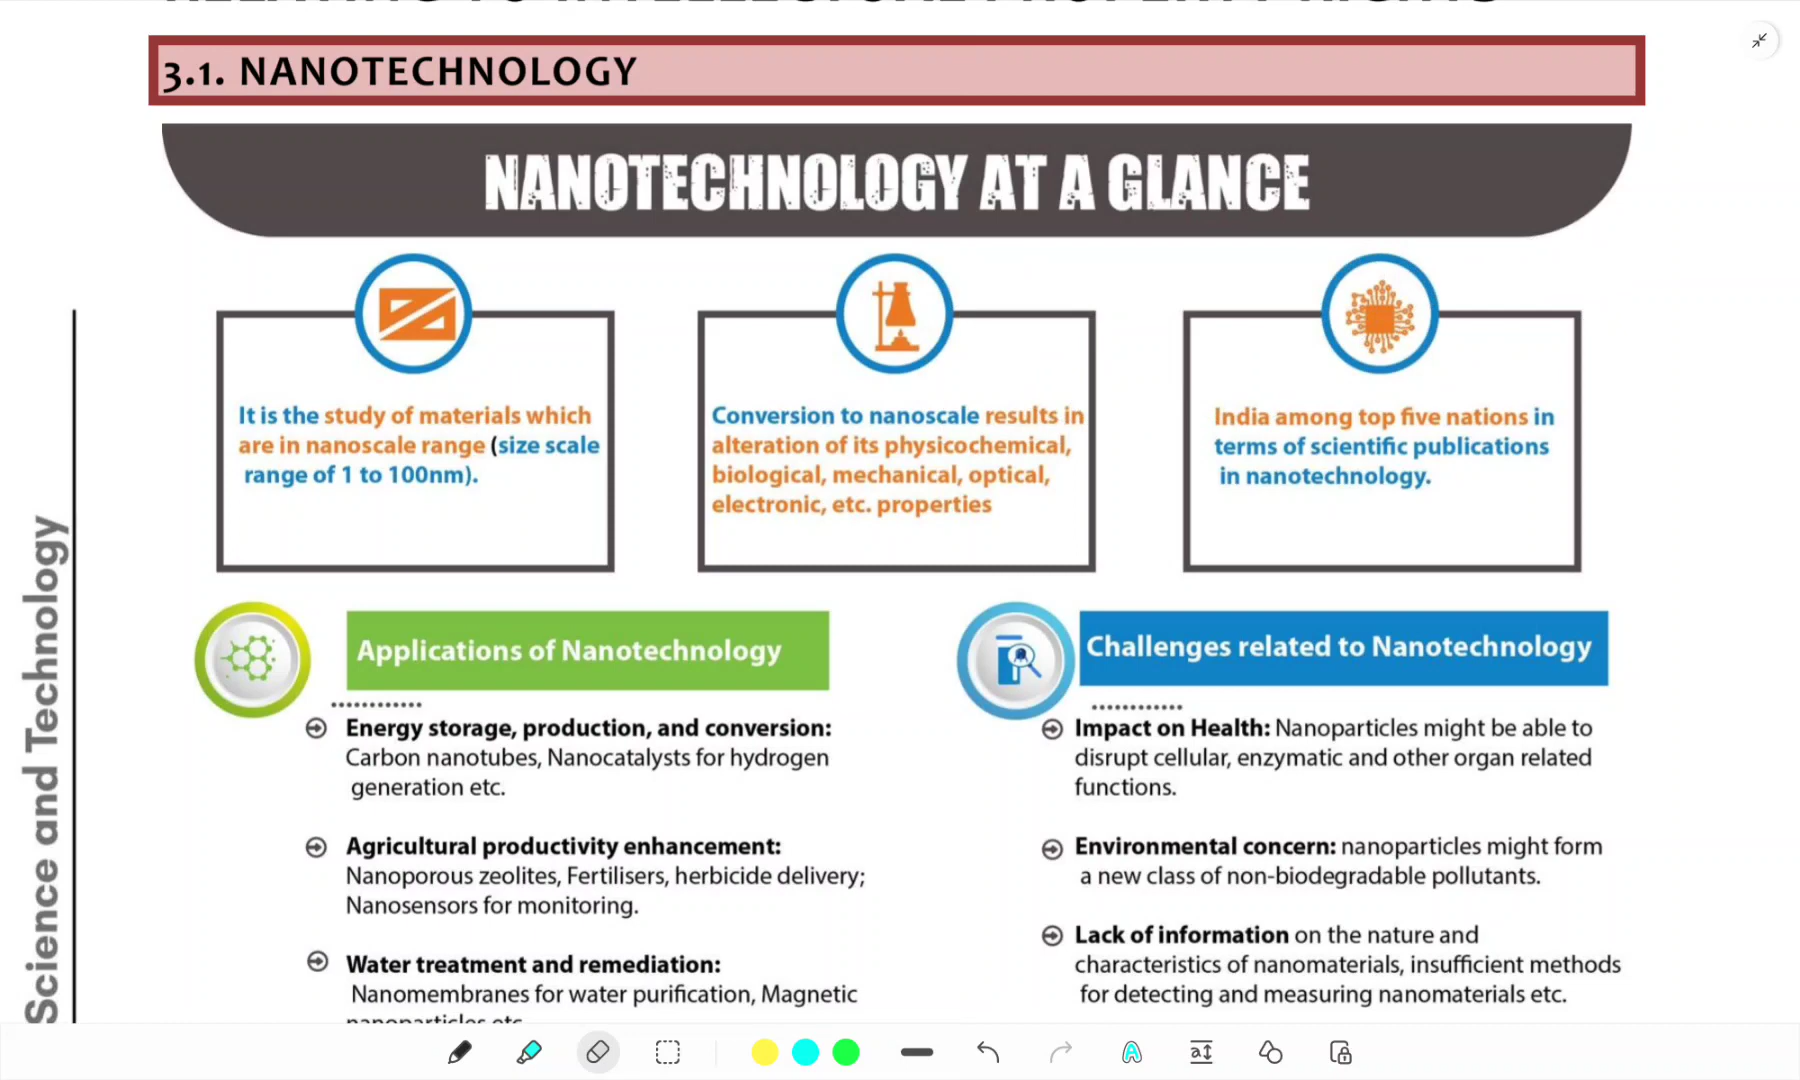 3.1. NANOTECHNOLOGY
NANOTECHNOLOGY AT A GLANCE
It is the study of materials which
are in nanoscale range (size scale
range of 1 to 100nm).
Conversion to nanoscale results in
alteration of its physicochemical,
biological, mechanical, optical,
electronic, etc. properties
India among top five nations in
terms of scientific publications
in nanotechnology.
Science and Technology
Applications of Nanotechnology
Energy storage, production, and conversion:
Carbon nanotubes, Nanocatalysts for hydrogen
generation etc.
Agricultural productivity enhancement:
Nanoporous zeolites, Fertilisers, herbicide delivery;
Nanosensors for monitoring.
Water treatment and remediation:
Nanomembranes for water purification, Magnetic
nanoparticles etc
Challenges related to Nanotechnology
Impact on Health: Nanoparticles might be able to
disrupt cellular, enzymatic and other organ related
functions.
Environmental concern: nanoparticles might form
a new class of non-biodegradable pollutants.
Lack of information on the nature and
characteristics of nanomaterials, insufficient methods
for detecting and measuring nanomaterials etc.